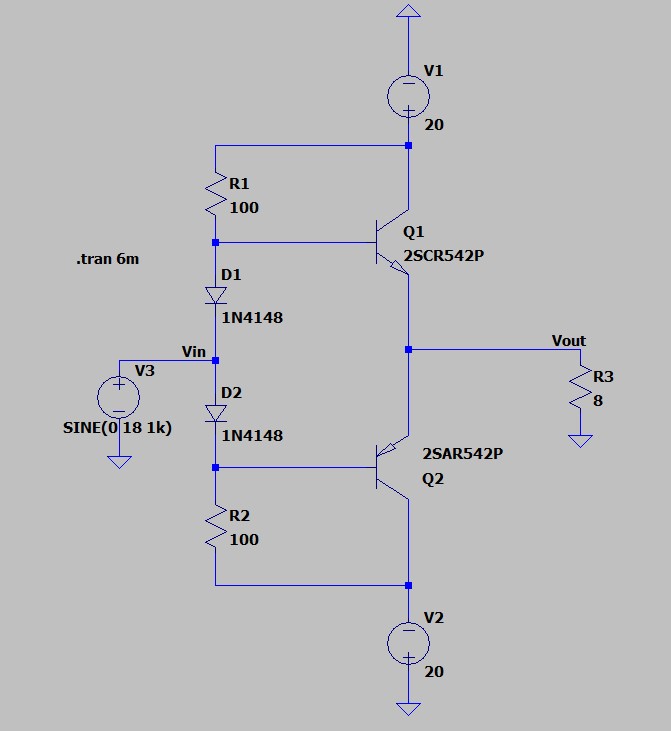 V1
20
R1
100
Q1
2SCR542P
.tran 6m
D1
1N4148
Vin
Vout
V3
R3
8
D2
SINE(0 18 1k)
1N4148
2SAR542P
Q2
R2
100
V2
20